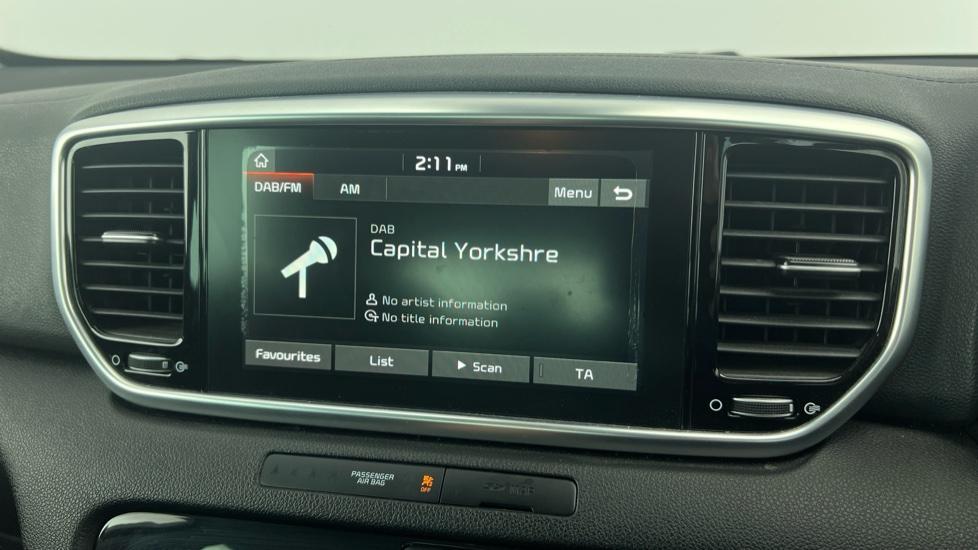 2:11 PM
DAB/FM AM Menu
DAB
Capital Yorkshre
No artist information
No title information
Favourites List Scan TA
PASSENGER
AIR BAG
OFF